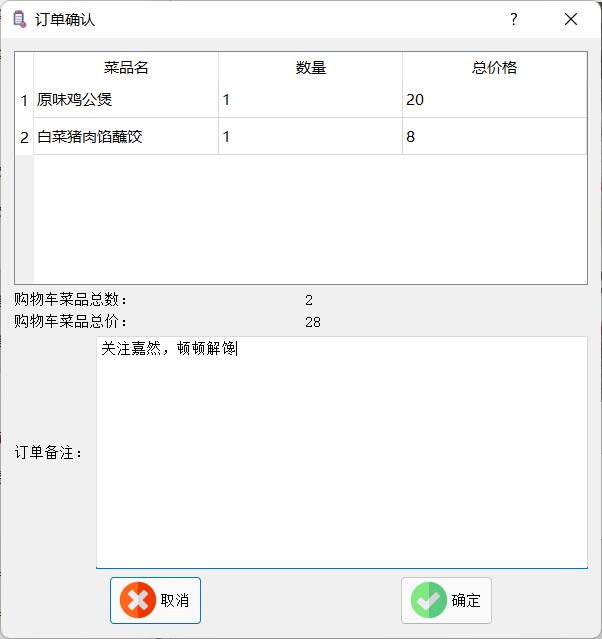 订单确认
?
菜品名 数量 总价格
1 原味鸡公煲 1 20
2 白菜猪肉馅蘸饺 1 8
购物车菜品总数： 2
购物车菜品总价： 28
关注嘉然，顿顿解馋
订单备注：
取消 确定